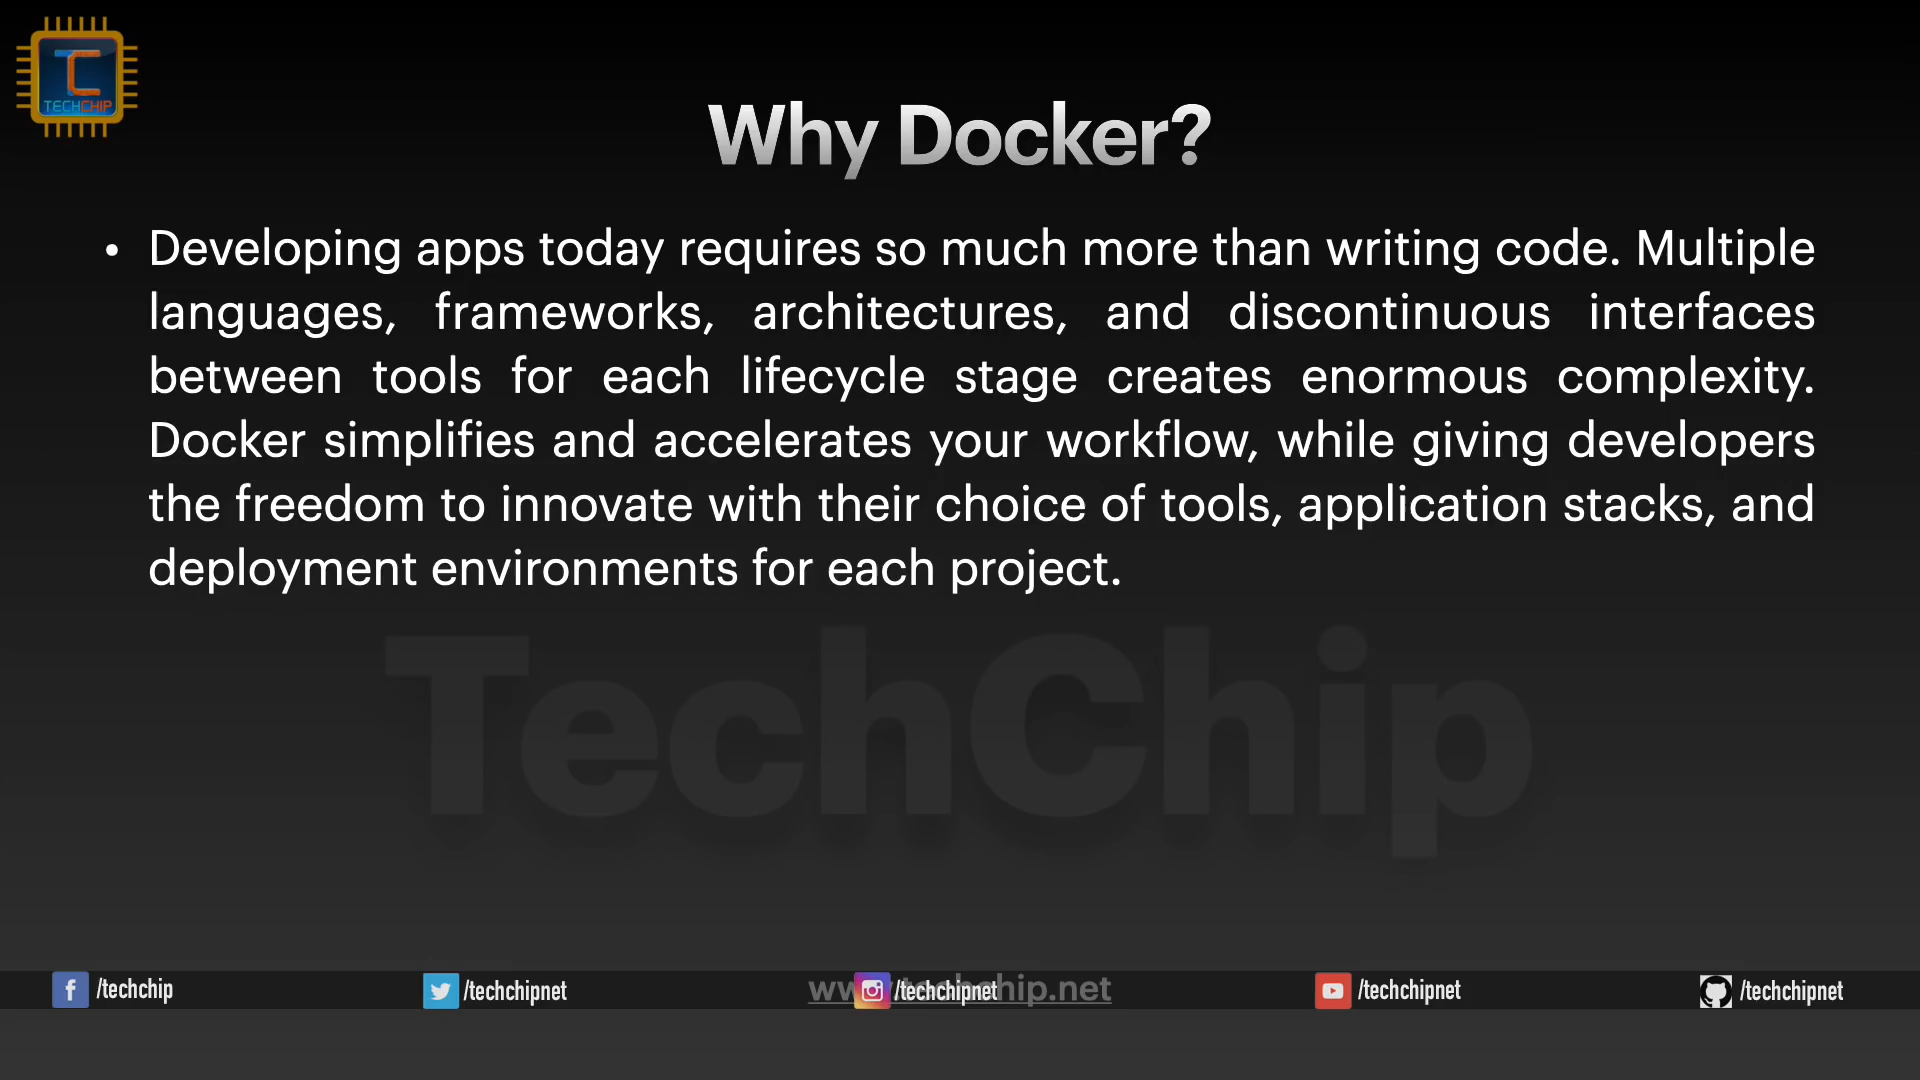 TC
TECHCHIP
Why Docker?
• Developing apps today requires so much more than writing code. Multiple
languages, frameworks, architectures, and discontinuous interfaces
between tools for each lifecycle stage creates enormous complexity.
Docker simplifies and accelerates your workflow, while giving developers
the freedom to innovate with their choice of tools, application stacks, and
deployment environments for each project.
TechChip
/techchip
/techchipnet
www.techchip.net
/techchipnet
/techchipnet
/techchipnet